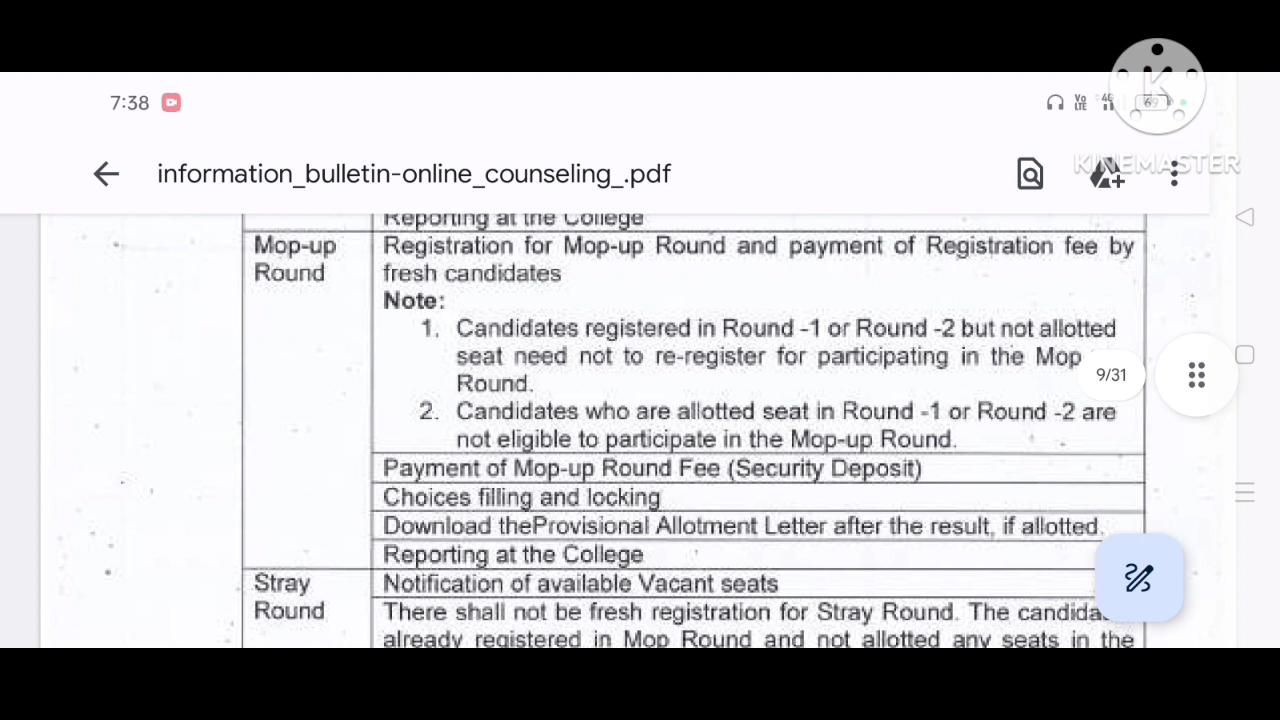 7:38
Vo LTE 4G 69
KINEMASTER
information_bulletin-online_counseling_.pdf
Reporting at the College
Mop-up Round
Registration for Mop-up Round and payment of Registration fee by
fresh candidates
Note:
1. Candidates registered in Round -1 or Round -2 but not allotted
seat need not to re-register for participating in the Mop
Round.
9/31
2. Candidates who are allotted seat in Round -1 or Round -2 are
not eligible to participate in the Mop-up Round.
Payment of Mop-up Round Fee (Security Deposit)
Choices filling and locking
Download theProvisional Allotment Letter after the result, if allotted.
Reporting at the College
Stray Round
Notification of available Vacant seats
There shall not be fresh registration for Stray Round. The
already registered in Mop Round and not allotted any seats in the